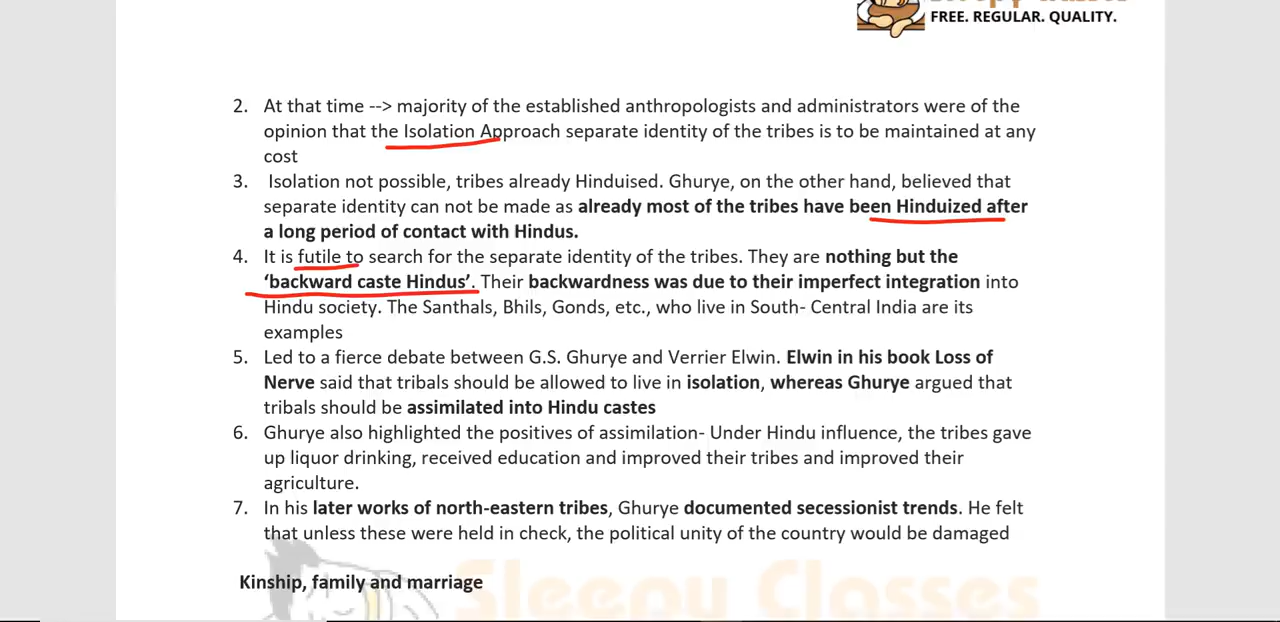 FREE. REGULAR. QUALITY.
2. At that time --> majority of the established anthropologists and administrators were of the
opinion that the Isolation Approach separate identity of the tribes is to be maintained at any
cost
3. Isolation not possible, tribes already Hinduised. Ghurye, on the other hand, believed that
separate identity can not be made as already most of the tribes have been Hinduized after
a long period of contact with Hindus.
4. It is futile to search for the separate identity of the tribes. They are nothing but the
‘backward caste Hindus’. Their backwardness was due to their imperfect integration into
Hindu society. The Santhals, Bhils, Gonds, etc., who live in South- Central India are its
examples
5. Led to a fierce debate between G.S. Ghurye and Verrier Elwin. Elwin in his book Loss of
Nerve said that tribals should be allowed to live in isolation, whereas Ghurye argued that
tribals should be assimilated into Hindu castes
6. Ghurye also highlighted the positives of assimilation- Under Hindu influence, the tribes gave
up liquor drinking, received education and improved their tribes and improved their
agriculture.
7. In his later works of north-eastern tribes, Ghurye documented secessionist trends. He felt
that unless these were held in check, the political unity of the country would be damaged
Kinship, family and marriage
Sleepy Classes